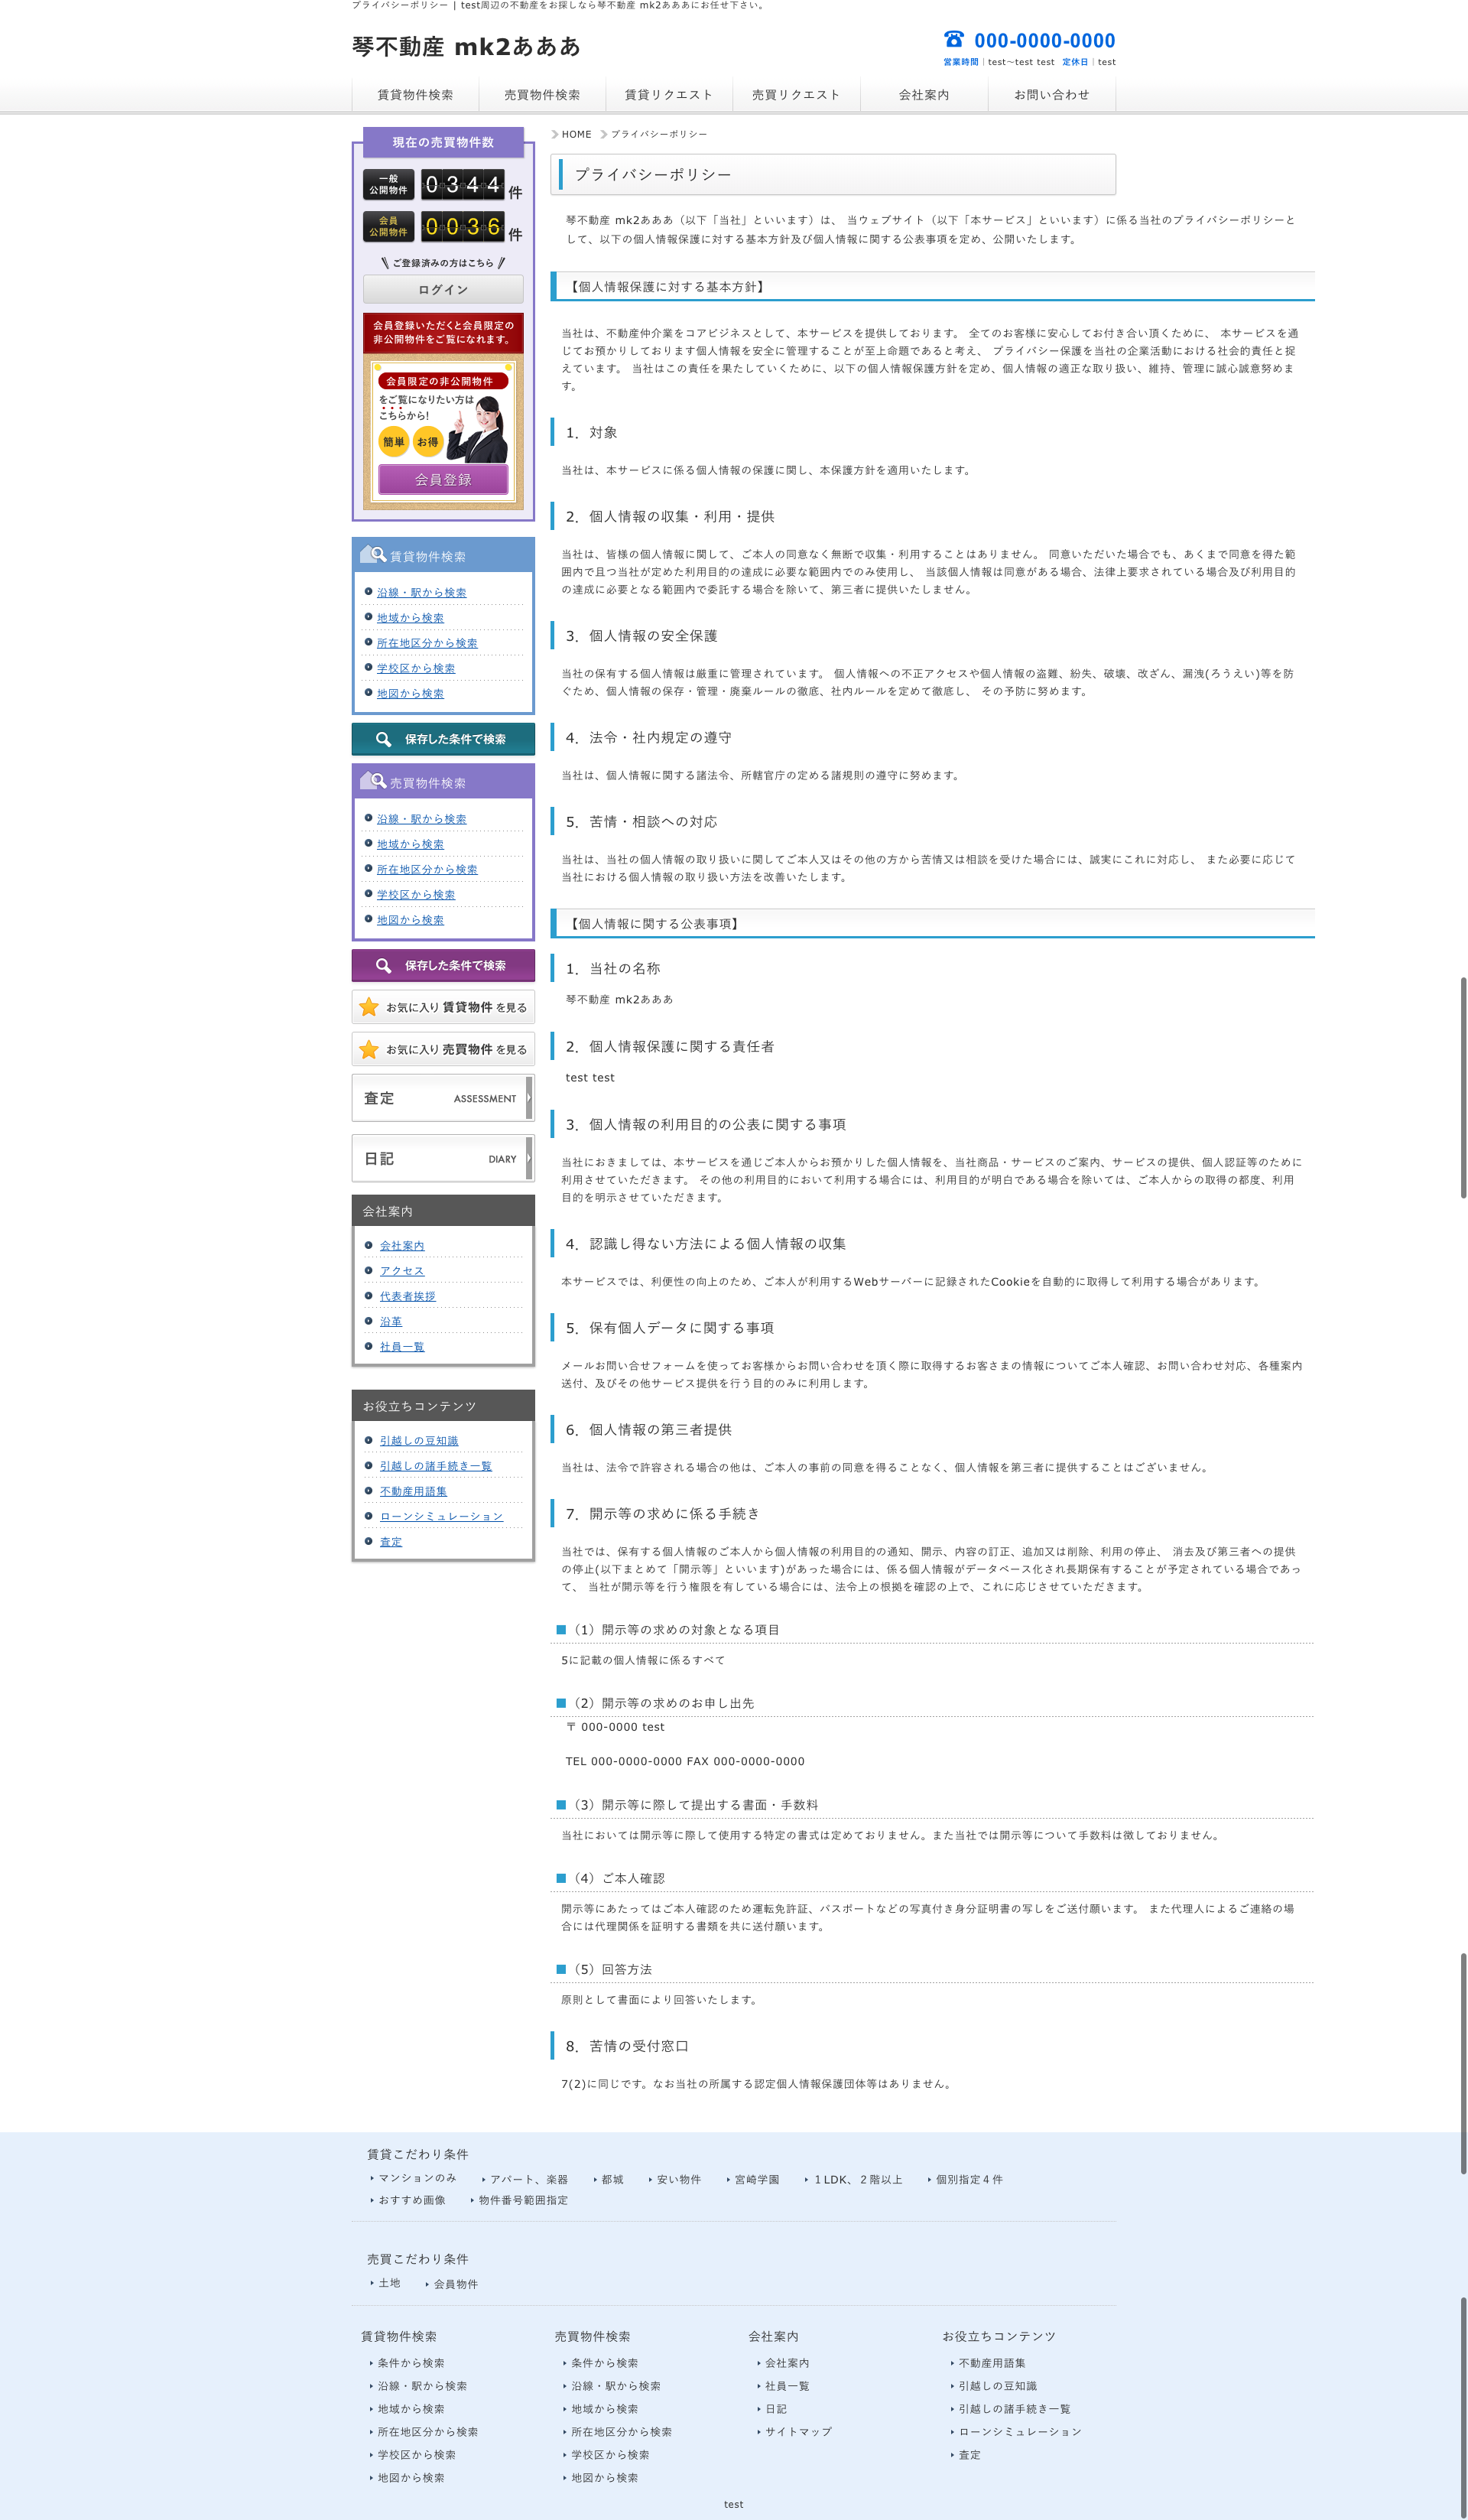 プライバシーポリシー | test周辺の不動産をお探しなら琴不動産 mk2あああにお任せ下さい。
琴不動産 mk2あああ
000-0000-0000
営業時間｜test～test test 定休日｜test
賃貸物件検索 売買物件検索 賃貸リクエスト 売買リクエスト 会社案内 お問い合わせ
現在の売買物件数
一般
公開物件
0344件
会員
公開物件
0036件
ご登録済みの方はこちら
ログイン
会員登録いただくと会員限定の
非公開物件をご覧になれます。
会員限定の非公開物件
をご覧になりたい方は
こちらから!
簡単 お得
会員登録
賃貸物件検索
沿線・駅から検索
地域から検索
所在地区分から検索
学校区から検索
地図から検索
保存した条件で検索
売買物件検索
沿線・駅から検索
地域から検索
所在地区分から検索
学校区から検索
地図から検索
保存した条件で検索
お気に入り 賃貸物件 を見る
お気に入り 売買物件 を見る
査定 ASSESSMENT
日記 DIARY
会社案内
会社案内
アクセス
代表者挨拶
沿革
社員一覧
お役立ちコンテンツ
引越しの豆知識
引越しの諸手続き一覧
不動産用語集
ローンシミュレーション
査定
HOME プライバシーポリシー
プライバシーポリシー
琴不動産 mk2あああ（以下「当社」といいます）は、 当ウェブサイト（以下「本サービス」といいます）に係る当社のプライバシーポリシーと
して、以下の個人情報保護に対する基本方針及び個人情報に関する公表事項を定め、公開いたします。
【個人情報保護に対する基本方針】
当社は、不動産仲介業をコアビジネスとして、本サービスを提供しております。 全てのお客様に安心してお付き合い頂くために、 本サービスを通
じてお預かりしております個人情報を安全に管理することが至上命題であると考え、 プライバシー保護を当社の企業活動における社会的責任と捉
えています。 当社はこの責任を果たしていくために、以下の個人情報保護方針を定め、個人情報の適正な取り扱い、維持、管理に誠心誠意努めま
す。
1．対象
当社は、本サービスに係る個人情報の保護に関し、本保護方針を適用いたします。
2．個人情報の収集・利用・提供
当社は、皆様の個人情報に関して、ご本人の同意なく無断で収集・利用することはありません。 同意いただいた場合でも、あくまで同意を得た範
囲内で且つ当社が定めた利用目的の達成に必要な範囲内でのみ使用し、 当該個人情報は同意がある場合、法律上要求されている場合及び利用目的
の達成に必要となる範囲内で委託する場合を除いて、第三者に提供いたしません。
3．個人情報の安全保護
当社の保有する個人情報は厳重に管理されています。 個人情報への不正アクセスや個人情報の盗難、紛失、破壊、改ざん、漏洩(ろうえい)等を防
ぐため、個人情報の保存・管理・廃棄ルールの徹底、社内ルールを定めて徹底し、 その予防に努めます。
4．法令・社内規定の遵守
当社は、個人情報に関する諸法令、所轄官庁の定める諸規則の遵守に努めます。
5．苦情・相談への対応
当社は、当社の個人情報の取り扱いに関してご本人又はその他の方から苦情又は相談を受けた場合には、誠実にこれに対応し、 また必要に応じて
当社における個人情報の取り扱い方法を改善いたします。
【個人情報に関する公表事項】
1．当社の名称
琴不動産 mk2あああ
2．個人情報保護に関する責任者
test test
3．個人情報の利用目的の公表に関する事項
当社におきましては、本サービスを通じご本人からお預かりした個人情報を、当社商品・サービスのご案内、サービスの提供、個人認証等のために
利用させていただきます。 その他の利用目的において利用する場合には、利用目的が明白である場合を除いては、ご本人からの取得の都度、利用
目的を明示させていただきます。
4．認識し得ない方法による個人情報の収集
本サービスでは、利便性の向上のため、ご本人が利用するWebサーバーに記録されたCookieを自動的に取得して利用する場合があります。
5．保有個人データに関する事項
メールお問い合せフォームを使ってお客様からお問い合わせを頂く際に取得するお客さまの情報についてご本人確認、お問い合わせ対応、各種案内
送付、及びその他サービス提供を行う目的のみに利用します。
6．個人情報の第三者提供
当社は、法令で許容される場合の他は、ご本人の事前の同意を得ることなく、個人情報を第三者に提供することはございません。
7．開示等の求めに係る手続き
当社では、保有する個人情報のご本人から個人情報の利用目的の通知、開示、内容の訂正、追加又は削除、利用の停止、 消去及び第三者への提供
の停止(以下まとめて「開示等」といいます)があった場合には、係る個人情報がデータベース化され長期保有することが予定されている場合であっ
て、 当社が開示等を行う権限を有している場合には、法令上の根拠を確認の上で、これに応じさせていただきます。
■（1）開示等の求めの対象となる項目
5に記載の個人情報に係るすべて
■（2）開示等の求めのお申し出先
〒 000-0000 test
TEL 000-0000-0000 FAX 000-0000-0000
■（3）開示等に際して提出する書面・手数料
当社においては開示等に際して使用する特定の書式は定めておりません。また当社では開示等について手数料は徴しておりません。
■（4）ご本人確認
開示等にあたってはご本人確認のため運転免許証、パスポートなどの写真付き身分証明書の写しをご送付願います。 また代理人によるご連絡の場
合には代理関係を証明する書類を共に送付願います。
■（5）回答方法
原則として書面により回答いたします。
8．苦情の受付窓口
7(2)に同じです。なお当社の所属する認定個人情報保護団体等はありません。
賃貸こだわり条件
マンションのみ アパート、楽器 都城 安い物件 宮崎学園 １LDK、２階以上 個別指定４件
おすすめ画像 物件番号範囲指定
売買こだわり条件
土地 会員物件
賃貸物件検索
条件から検索
沿線・駅から検索
地域から検索
所在地区分から検索
学校区から検索
地図から検索
売買物件検索
条件から検索
沿線・駅から検索
地域から検索
所在地区分から検索
学校区から検索
地図から検索
会社案内
会社案内
社員一覧
日記
サイトマップ
お役立ちコンテンツ
不動産用語集
引越しの豆知識
引越しの諸手続き一覧
ローンシミュレーション
査定
test